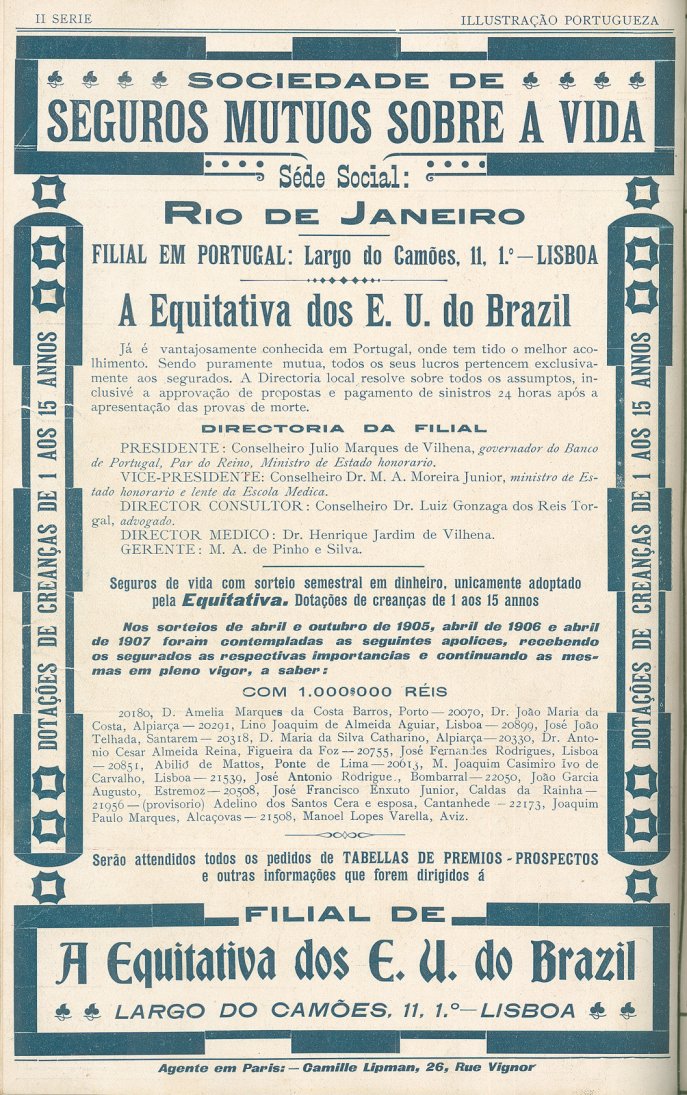 II SERIE
ILLUSTRAÇÃO PORTUGUEZA
SOCIEDADE DE
SEGUROS MUTUOS SOBRE A VIDA
Séde Social:
RIO DE JANEIRO
FILIAL EM PORTUGAL: Largo do Camões, 11, 1.º — LISBOA
A Equitativa dos E. U. do Brazil
DOTAÇÕES DE CREANÇAS DE 1 AOS 15 ANNOS
Já é vantajosamente conhecida em Portugal, onde tem tido o melhor aco-
lhimento. Sendo puramente mutua, todos os seus lucros pertencem exclusiva-
mente aos segurados. A Directoria local resolve sobre todos os assumptos, in-
clusivé a approvação de propostas e pagamento de sinistros 24 horas após a
apresentação das provas de morte.
DIRECTORIA DA FILIAL
PRESIDENTE: Conselheiro Julio Marques de Vilhena, governador do Banco
de Portugal, Par do Reino, Ministro de Estado honorario.
VICE-PRESIDENTE: Conselheiro Dr. M. A. Moreira Junior, ministro de Es-
tado honorario e lente da Escola Medica.
DIRECTOR CONSULTOR: Conselheiro Dr. Luiz Gonzaga dos Reis Tor-
gal, advogado.
DIRECTOR MEDICO: Dr. Henrique Jardim de Vilhena.
GERENTE: M. A. de Pinho e Silva.
Seguros de vida com sorteio semestral em dinheiro, unicamente adoptado
pela Equitativa. Dotações de creanças de 1 aos 15 annos
Nos sorteios de abril e outubro de 1905, abril de 1906 e abril
de 1907 foram contempladas as seguintes apolices, recebendo
os segurados as respectivas importancias e continuando as mes-
mas em pleno vigor, a saber:
COM 1.000$000 RÉIS
20180, D. Amelia Marques da Costa Barros, Porto — 20070, Dr. João Maria da
Costa, Alpiarça — 20291, Lino Joaquim de Almeida Aguiar, Lisboa — 20899, José João
Telhada, Santarem — 20318, D. Maria da Silva Catharino, Alpiarça — 20330, Dr. Anto-
nio Cesar Almeida Reina, Figueira da Foz — 20755, José Fernandes Rodrigues, Lisboa
— 20851, Abilio de Mattos, Ponte de Lima — 20613, M. Joaquim Casimiro Ivo de
Carvalho, Lisboa — 21539, José Antonio Rodrigue., Bombarral — 22050, João Garcia
Augusto, Estremoz — 20508, José Francisco Enxuto Junior, Caldas da Rainha —
21956 — (provisorio) Adelino dos Santos Cera e esposa, Cantanhede — 22173, Joaquim
Paulo Marques, Alcaçovas — 21508, Manoel Lopes Varella, Aviz.
DOTAÇÕES DE CREANÇAS DE 1 AOS 15 ANNOS
Serão attendidos todos os pedidos de TABELLAS DE PREMIOS - PROSPECTOS
e outras informações que forem dirigidos á
FILIAL DE
A Equitativa dos E. U. do Brazil
LARGO DO CAMÕES, 11, 1.º — LISBOA
Agente em Paris: — Camille Lipman, 26, Rue Vignor